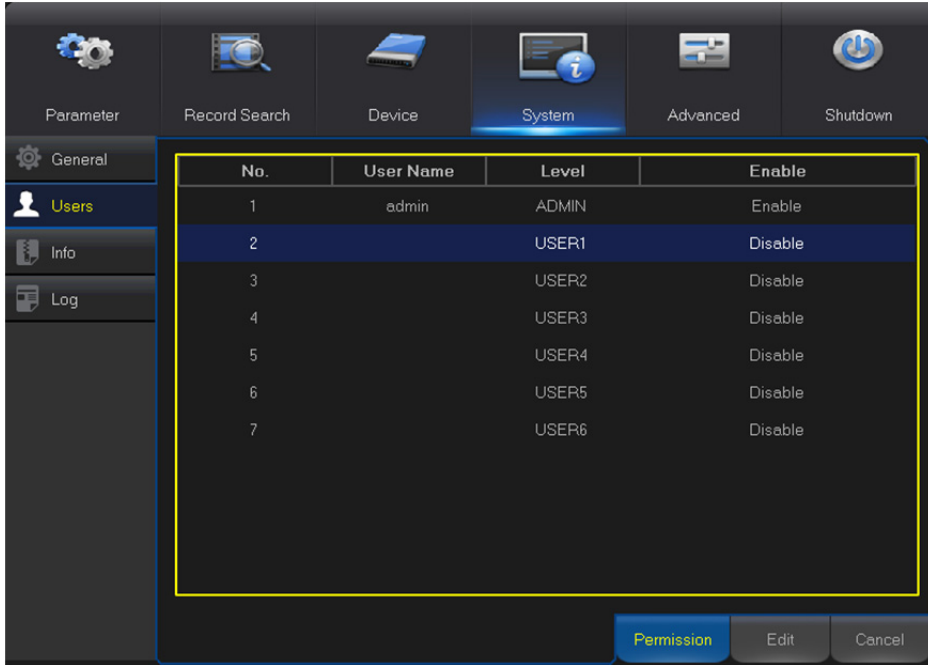 Parameter Record Search Device System Advanced Shutdown
General
Users
Info
Log
No. User Name Level Enable
1 admin ADMIN Enable
2 USER1 Disable
3 USER2 Disable
4 USER3 Disable
5 USER4 Disable
6 USER5 Disable
7 USER6 Disable
Permission Edit Cancel